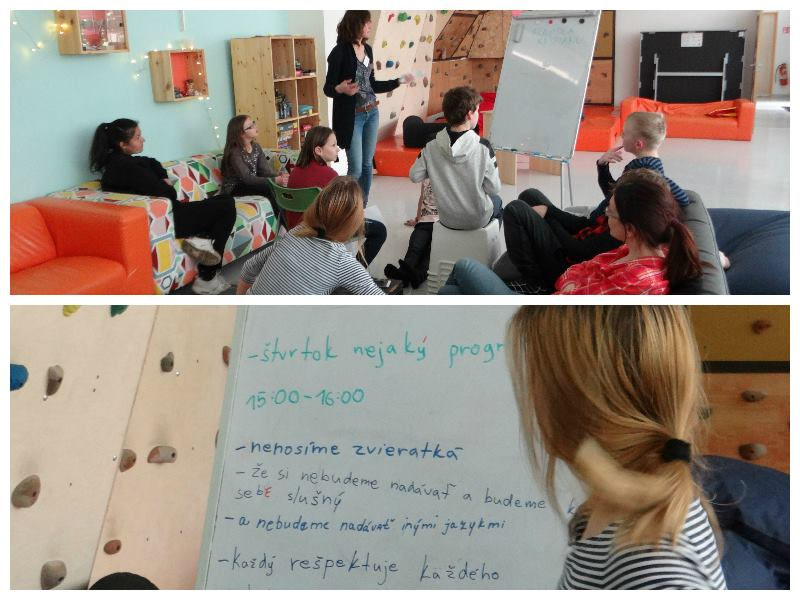 - štvrtok nejaký progr
15:00-16:00
- nenosíme zvieratká
- že si nebudeme nadávať a budeme k
sebe slušný
- a nebudeme nadávať inými jazykmi
- každý rešpektuje každého